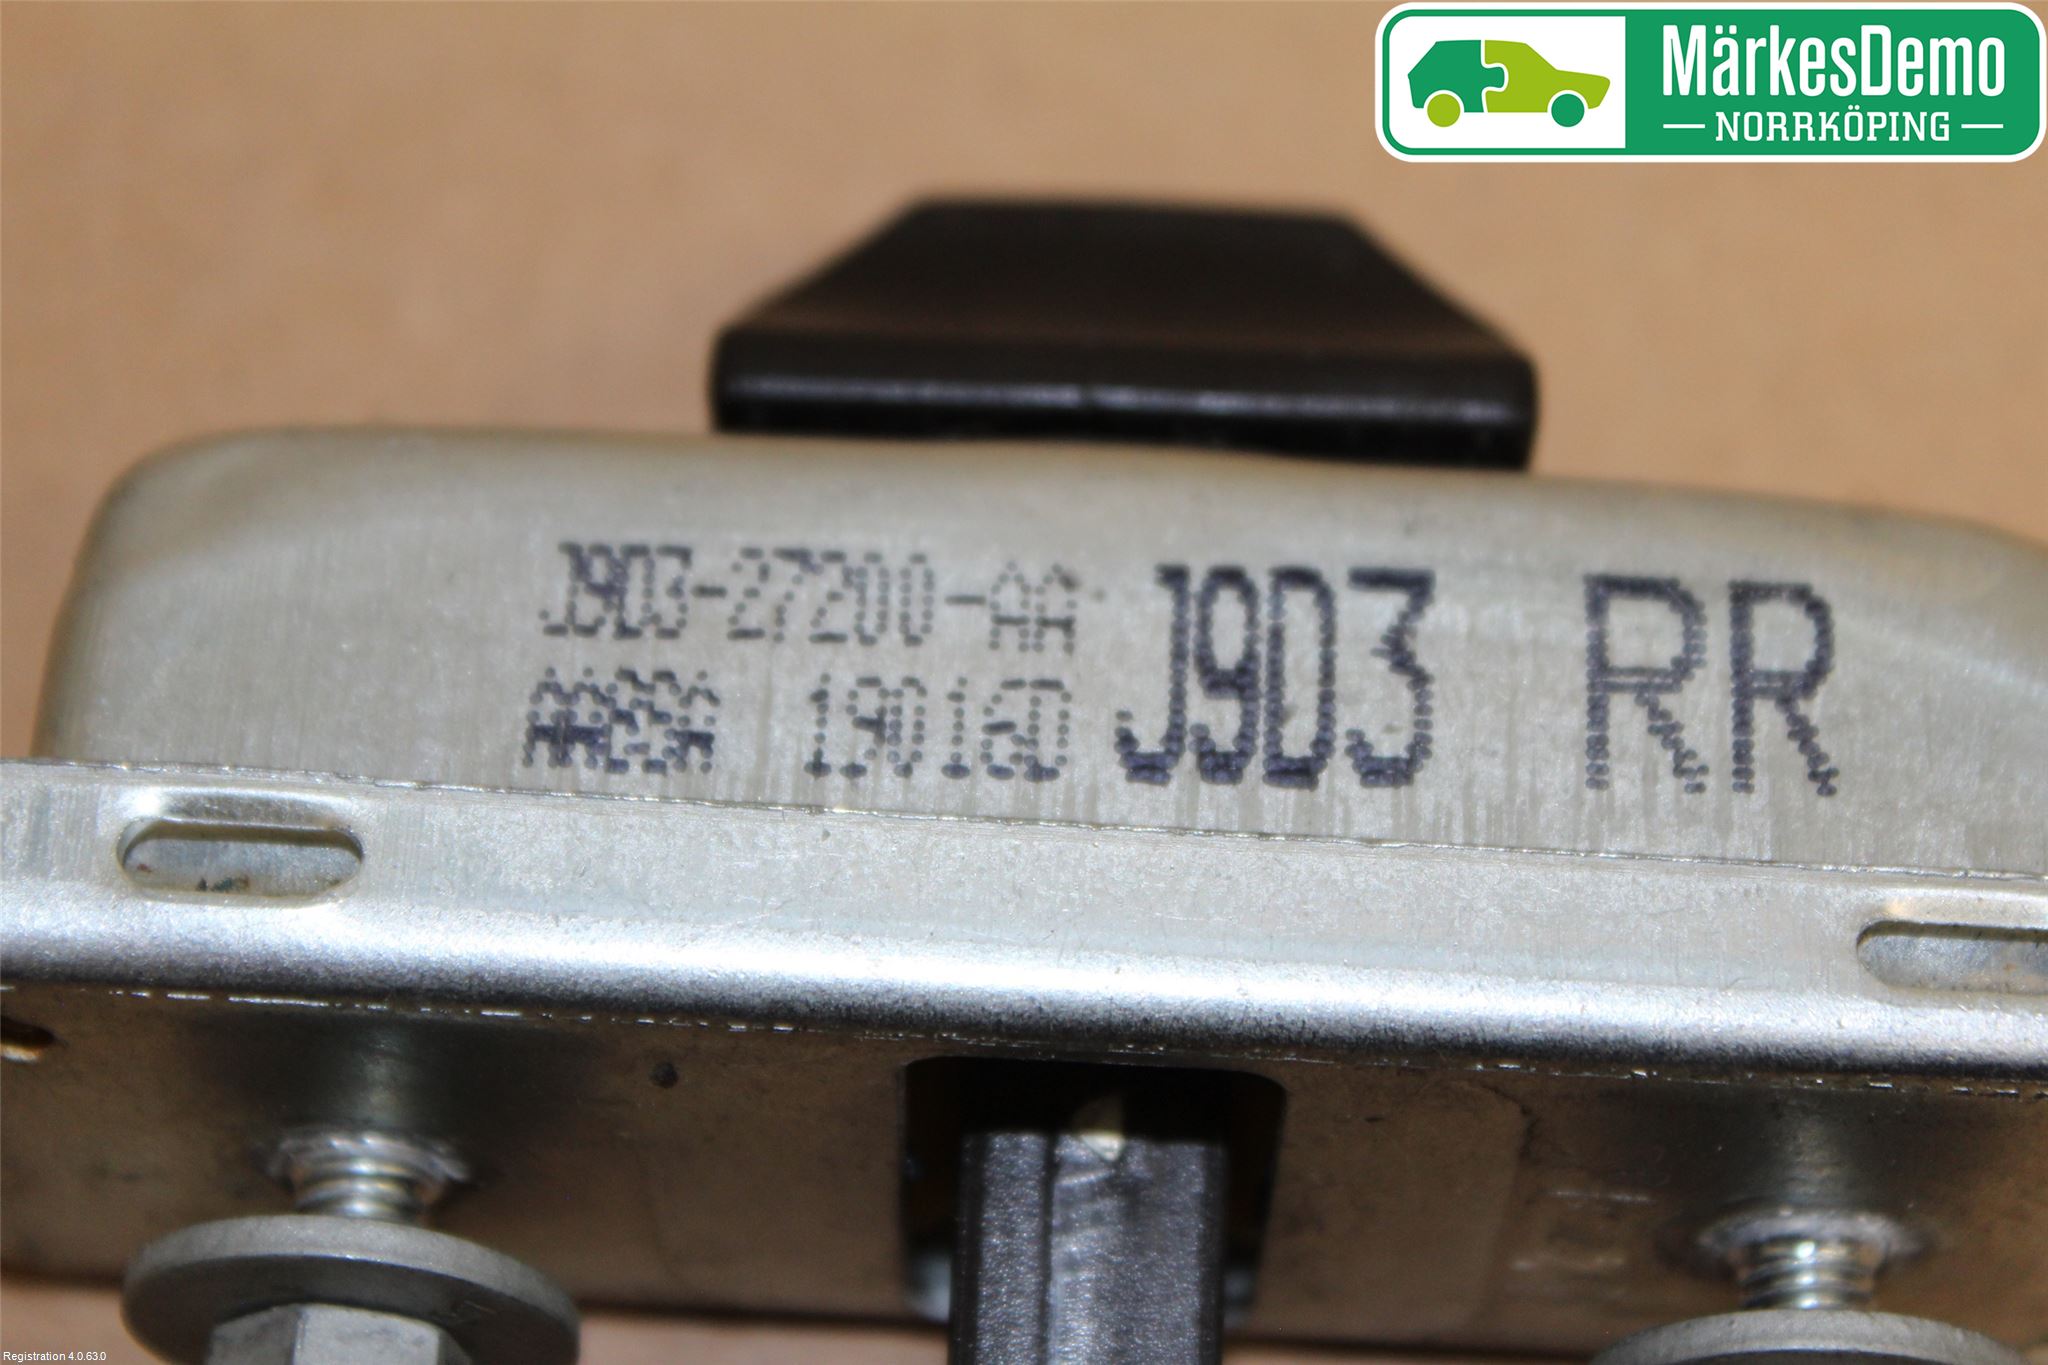 MärkesDemo
NORRKÖPING
J9D3-27200-AA
J9D3 RR
Registration 4.0.63.0